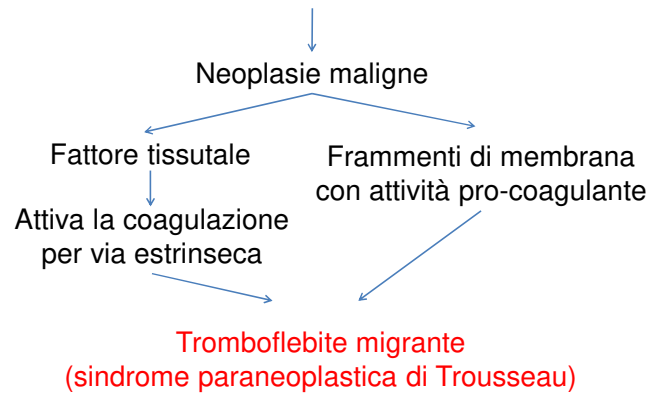 Neoplasie maligne
Fattore tissutale
Attiva la coagulazione
per via estrinseca
Frammenti di membrana
con attività pro-coagulante
Tromboflebite migrante
(sindrome paraneoplastica di Trousseau)